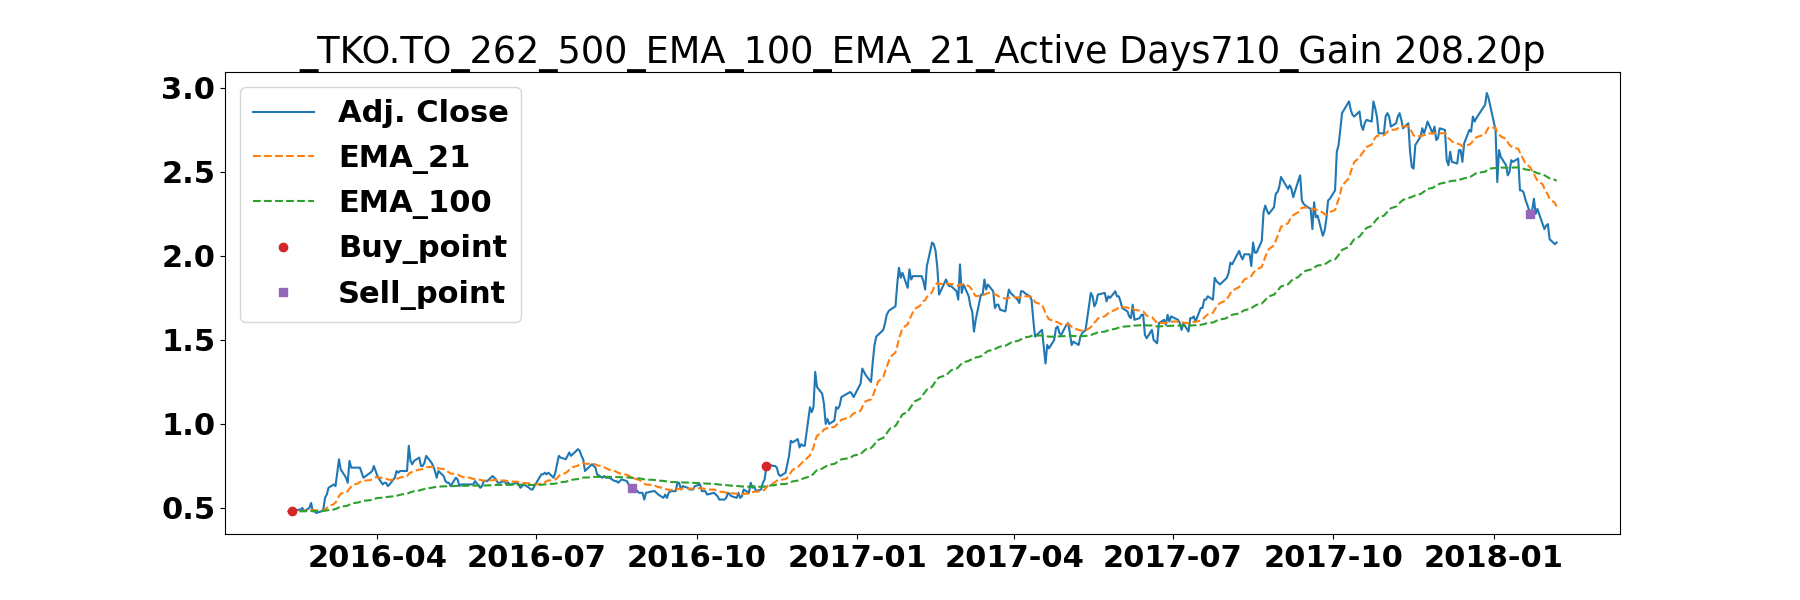 _TKO.TO_262_500_EMA_100_EMA_21_Active Days710_Gain 208.20p
3.0
2.5
2.0
1.5
1.0
0.5
Adj. Close
EMA_21
EMA_100
Buy_point
Sell_point
2016-04 2016-07 2016-10 2017-01 2017-04 2017-07 2017-10 2018-01